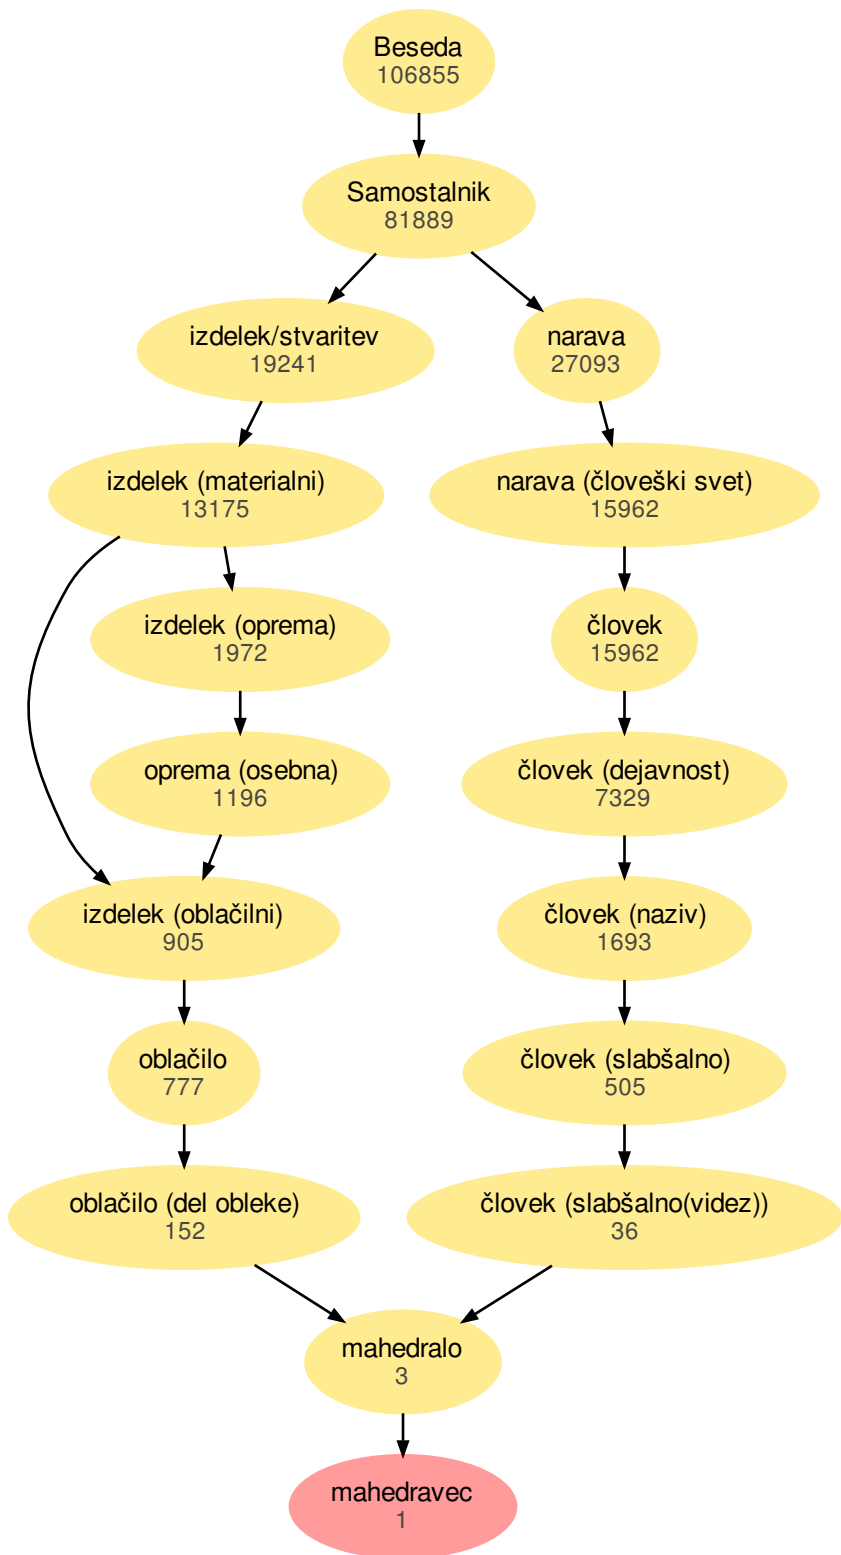 Beseda
106855
Samostalnik
81889
izdelek/stvaritev
19241
narava
27093
izdelek (materialni)
13175
narava (človeški svet)
15962
izdelek (oprema)
1972
človek
15962
oprema (osebna)
1196
človek (dejavnost)
7329
izdelek (oblačilni)
905
človek (naziv)
1693
oblačilo
777
človek (slabšalno)
505
oblačilo (del obleke)
152
človek (slabšalno(videz))
36
mahedralo
3
mahedravec
1